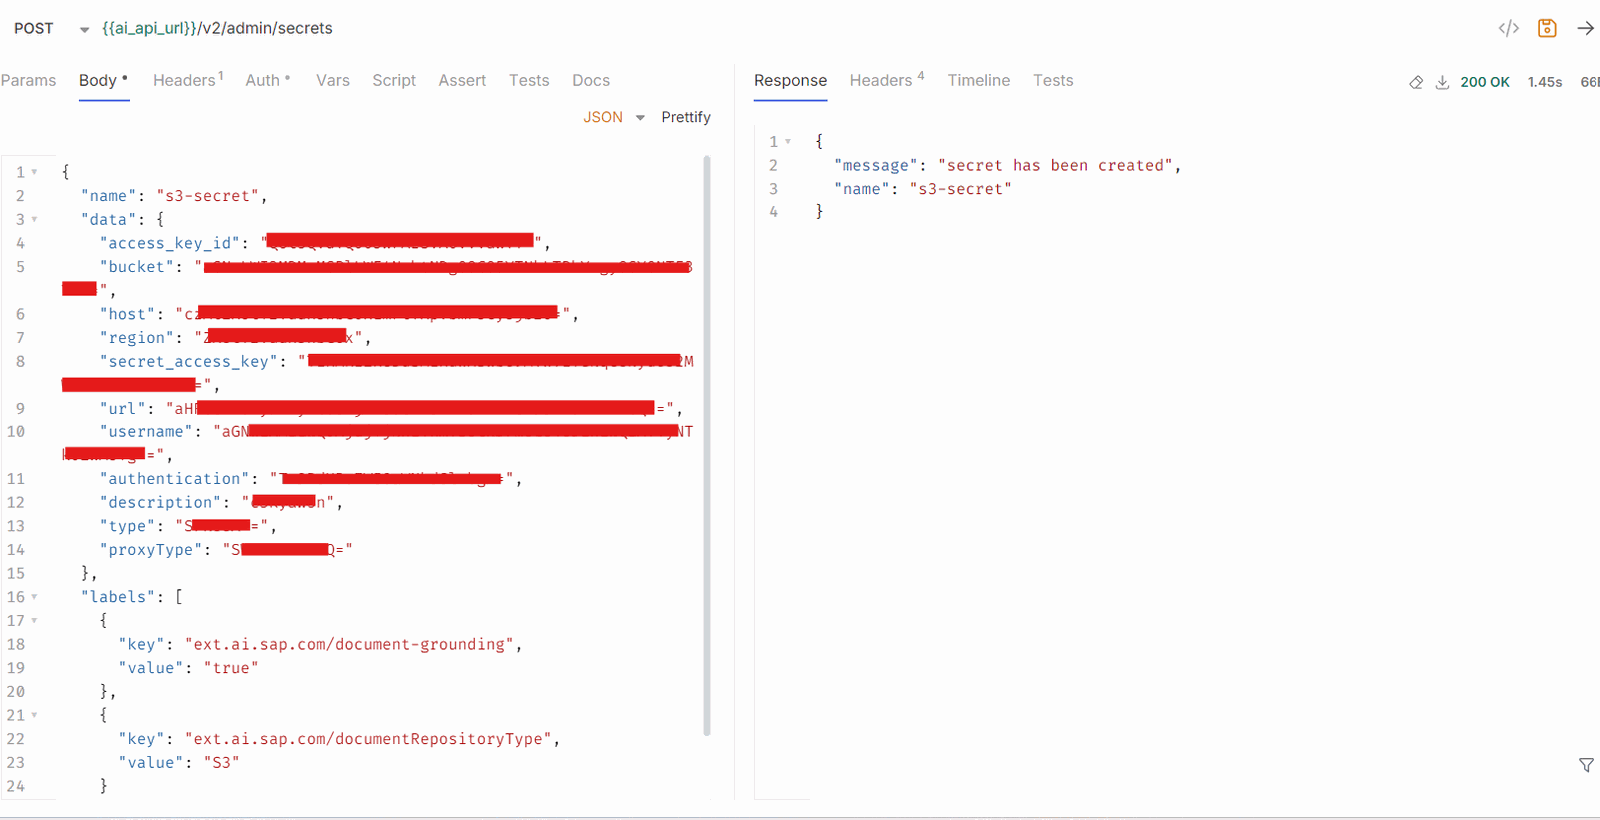 POST {{ai_api_url}}/v2/admin/secrets
Params Body Headers 1 Auth Vars Script Assert Tests Docs
JSON Prettify
1 {
2 "name": "s3-secret",
3 "data": {
4 "access_key_id": " ",
5 "bucket": "
",
6 "host": " ",
7 "region": " ",
8 "secret_access_key": "
=",
9 "url": " =",
10 "username": "
=",
11 "authentication": " =",
12 "description": " ",
13 "type": " =",
14 "proxyType": " Q="
15 },
16 "labels": [
17 {
18 "key": "ext.ai.sap.com/document-grounding",
19 "value": "true"
20 },
21 {
22 "key": "ext.ai.sap.com/documentRepositoryType",
23 "value": "S3"
24 }
Response Headers 4 Timeline Tests 200 OK 1.45s
1 {
2 "message": "secret has been created",
3 "name": "s3-secret"
4 }